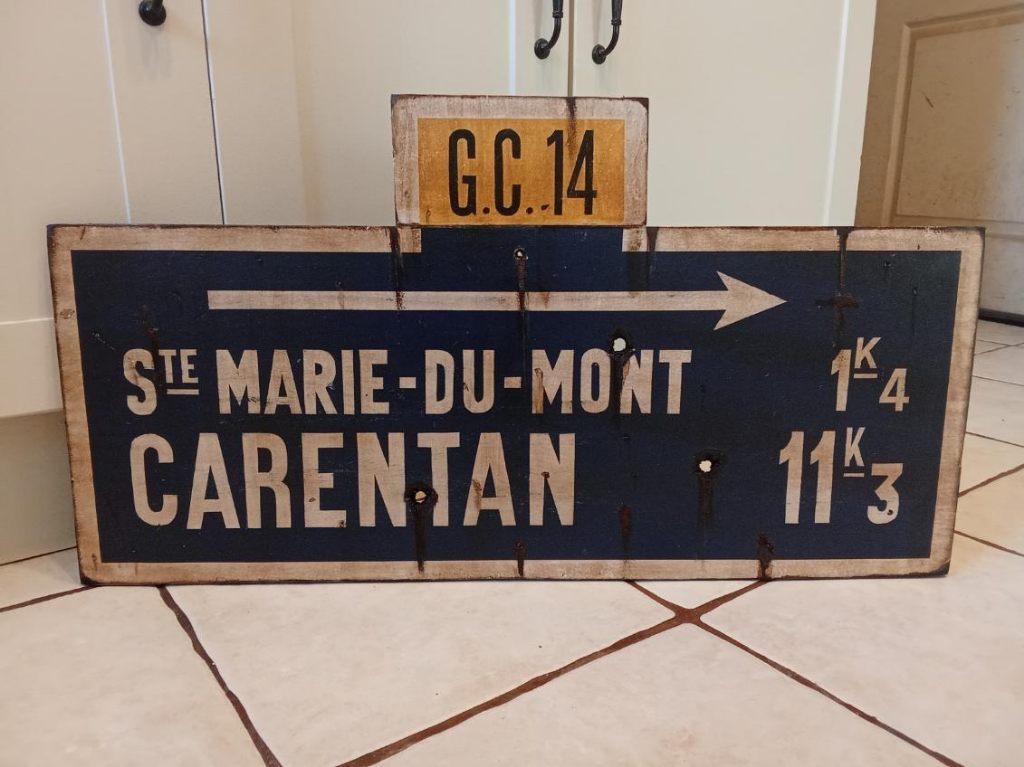 G.C. 14
STE MARIE-DU-MONT 1K4
CARENTAN 11K3